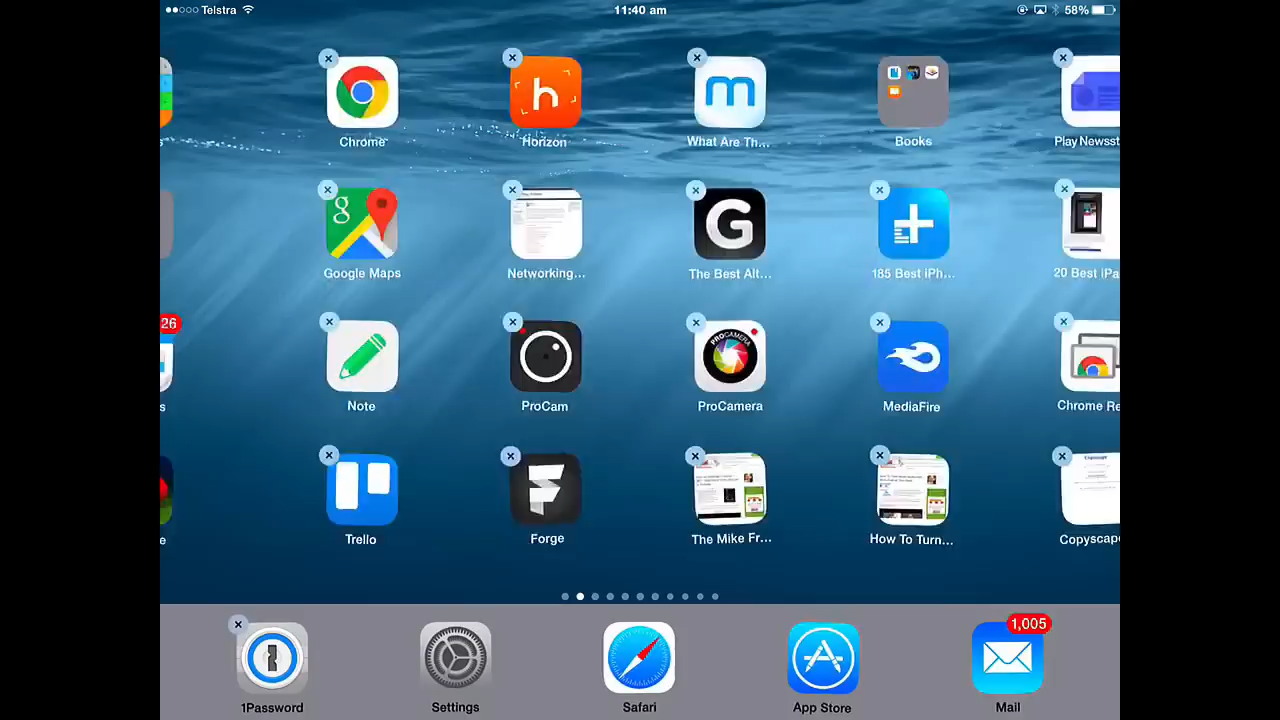 Telstra
11:40 am
58%
Chrome
Horizon
What Are Th...
Books
Play Newsst
Google Maps
Networking...
The Best Alt...
185 Best iPh...
20 Best iPa
26
s
Note
ProCam
PROCAMERA
ProCamera
MediaFire
Chrome Re
e
Trello
Forge
The Mike Fr...
How To Turn...
Copyscape
1Password
Settings
Safari
App Store
1,005
Mail